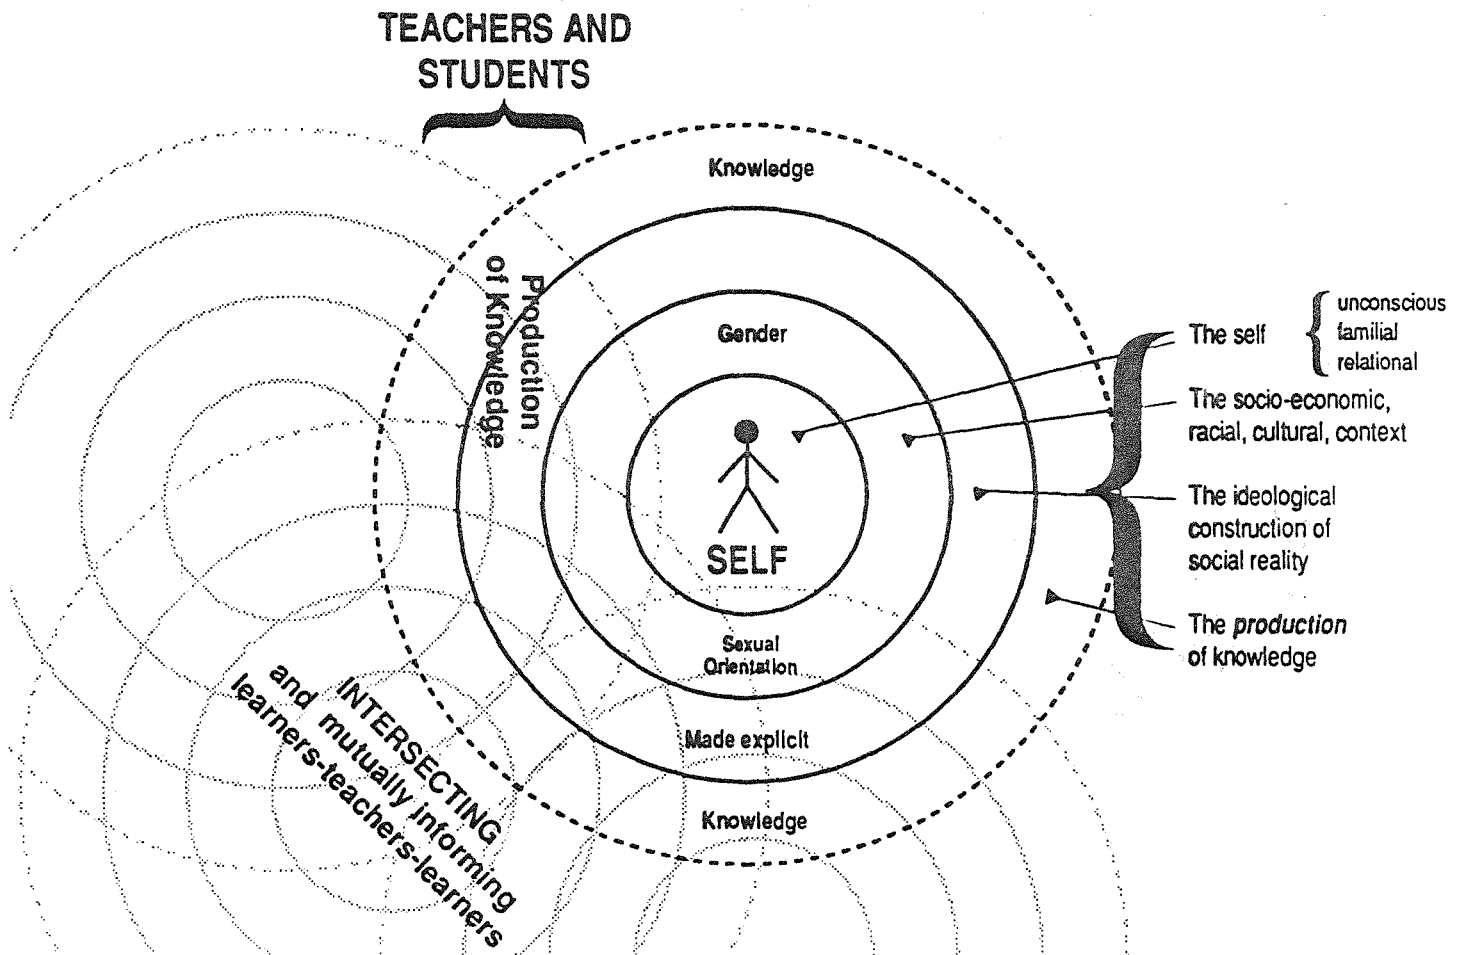 TEACHERS AND
STUDENTS
Knowledge
Production
of Knowledge
Gender
SELF
Sexual
Orientation
Made explicit
Knowledge
The self
unconscious
familial
relational
The socio-economic,
racial, cultural, context
The ideological
construction of
social reality
The production
of knowledge
INTERSECTING
and mutually informing
learners-teachers-learners